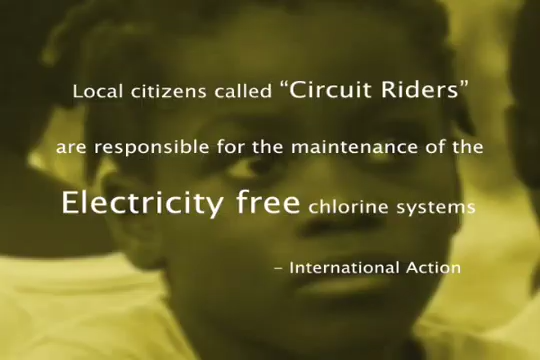 Local citizens called “Circuit Riders”
are responsible for the maintenance of the
Electricity free chlorine systems
– International Action